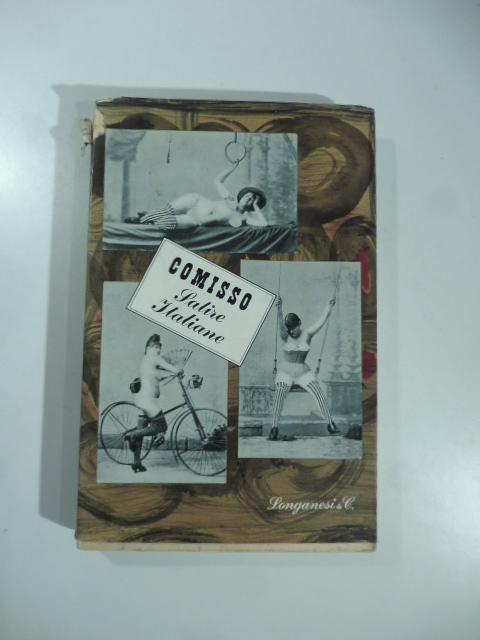 COMISSO
Satire
Italiane
Longanesi & C.